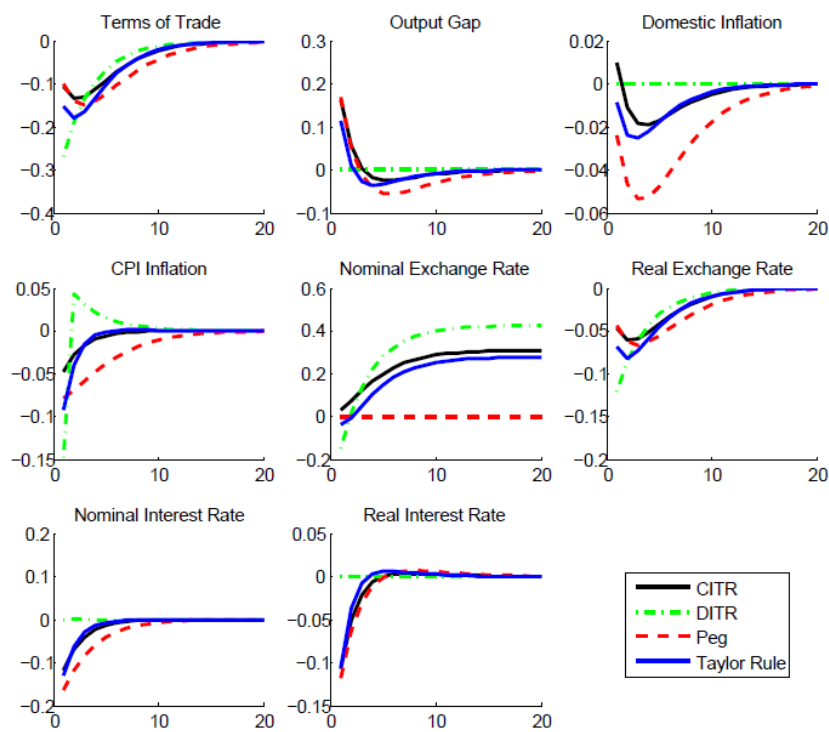 Terms of Trade Output Gap Domestic Inflation
0 0.3 0.02
−0.1 0.2 0
−0.2 0.1 −0.02
−0.3 0 −0.04
−0.4 −0.1 −0.06
0 10 20 0 10 20 0 10 20
CPI Inflation Nominal Exchange Rate Real Exchange Rate
0.05 0.6 0
0 0.4 −0.05
−0.05 0.2 −0.1
−0.1 0 −0.15
−0.15 −0.2 −0.2
0 10 20 0 10 20 0 10 20
Nominal Interest Rate Real Interest Rate
0.2 0.05
0.1 0
0 −0.05
−0.1 −0.1
−0.2 −0.15
0 10 20 0 10 20
CITR
DITR
Peg
Taylor Rule